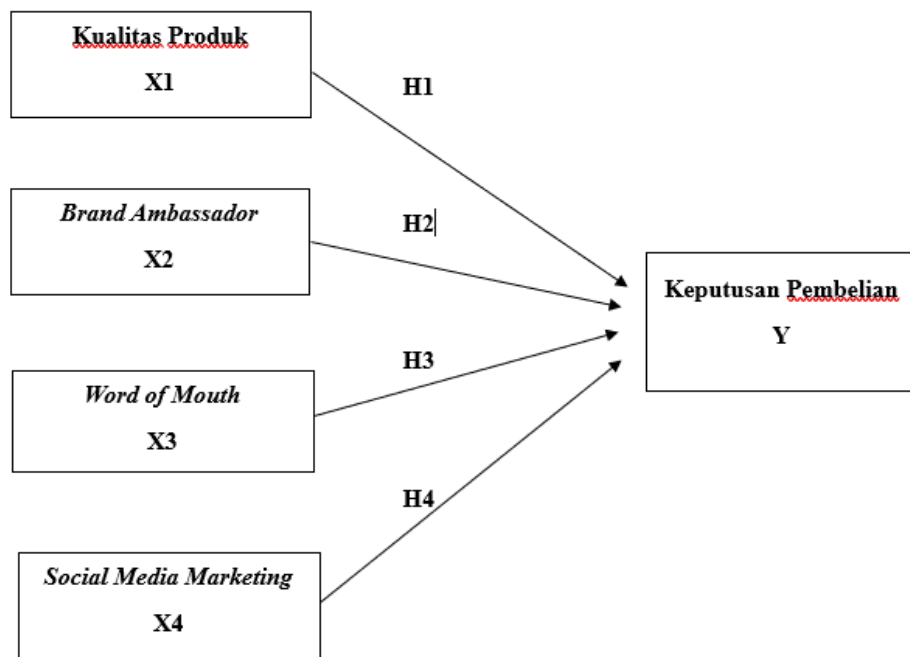 Kualitas Produk
X1
H1
Brand Ambassador
X2
H2
Keputusan Pembelian
Y
Word of Mouth
X3
H3
Social Media Marketing
X4
H4